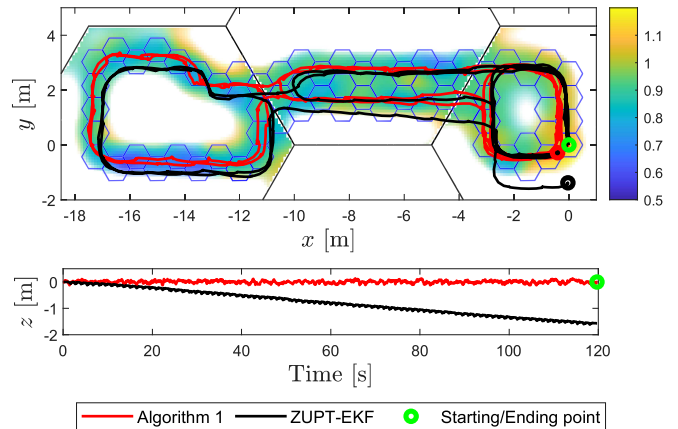 4
2
0
-2
y [m]
-18 -16 -14 -12 -10 -8 -6 -4 -2 0
x [m]
1.1
1
0.9
0.8
0.7
0.6
0.5
0
-1
-2
z [m]
0 20 40 60 80 100 120
Time [s]
Algorithm 1 ZUPT-EKF Starting/Ending point